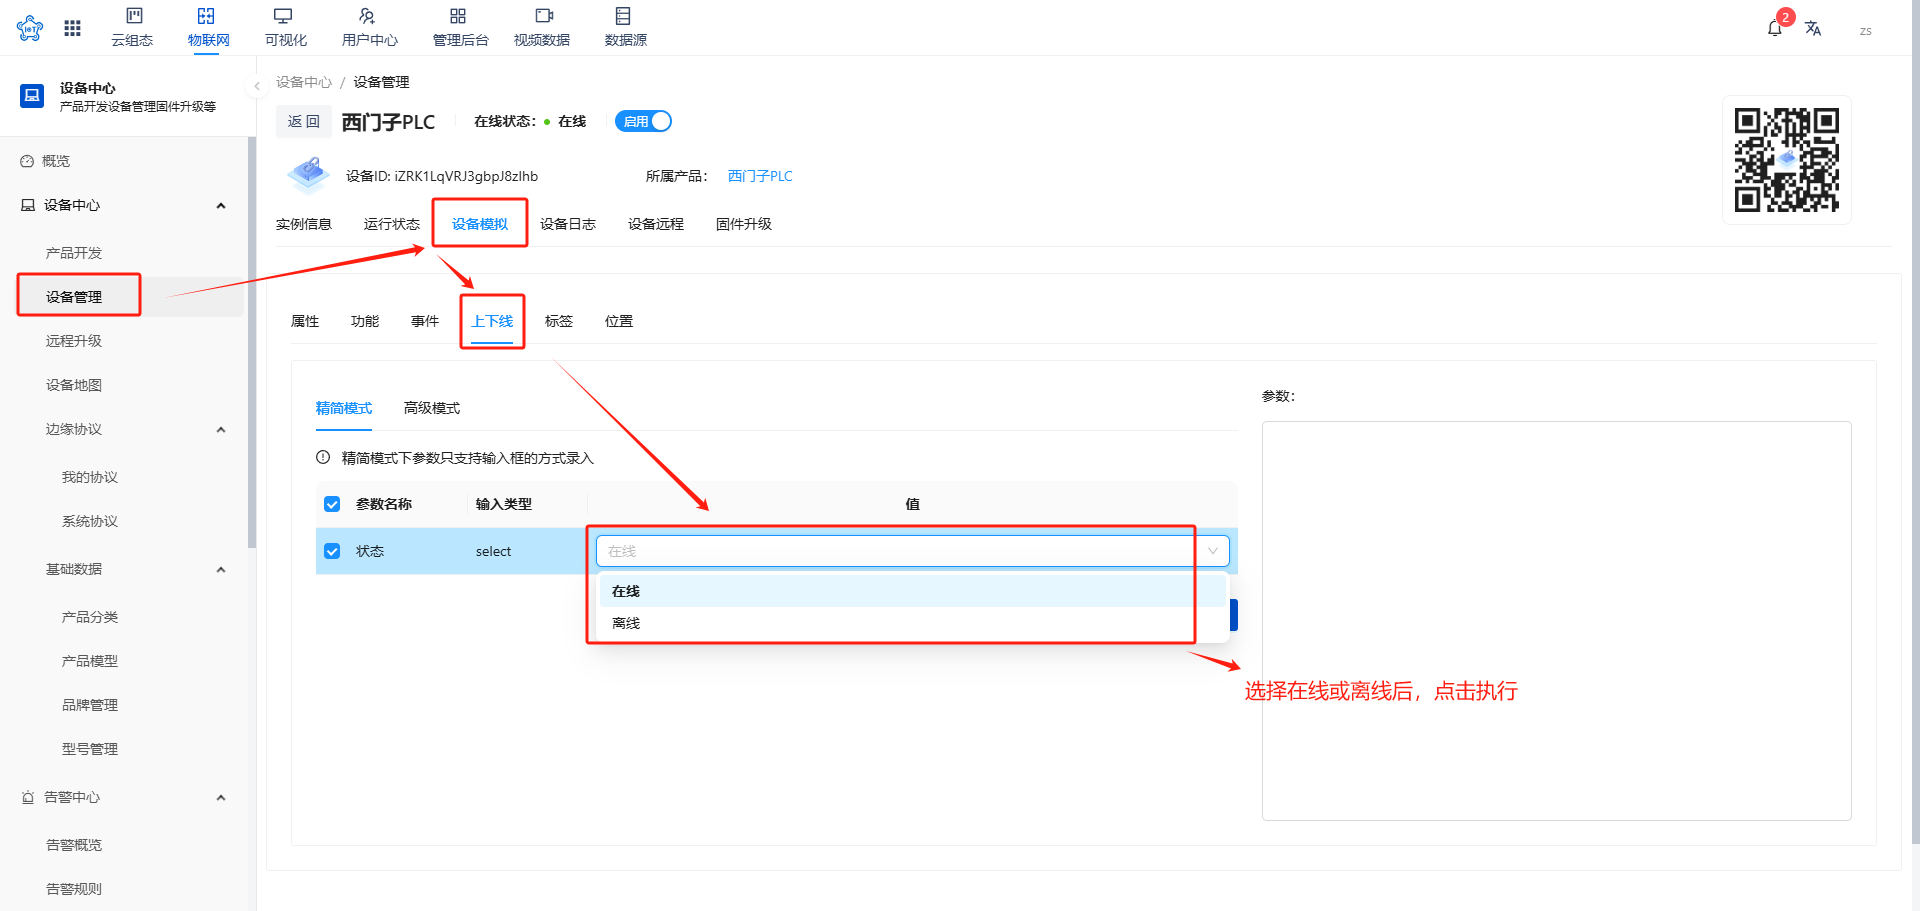 云组态
物联网
可视化
用户中心
管理后台
视频数据
数据源
2
zs
设备中心
产品开发设备管理固件升级等
概览
设备中心
产品开发
设备管理
远程升级
设备地图
边缘协议
我的协议
系统协议
基础数据
产品分类
产品模型
品牌管理
型号管理
告警中心
告警概览
告警规则
设备中心 / 设备管理
返 回
西门子PLC
在线状态: 在线
启用
设备ID: iZRK1LqVRJ3gbpJ8zlhb
所属产品: 西门子PLC
实例信息
运行状态
设备模拟
设备日志
设备远程
固件升级
属性
功能
事件
上下线
标签
位置
精简模式
高级模式
精简模式下参数只支持输入框的方式录入
参数名称 输入类型 值
状态 select 在线
在线
离线
参数:
选择在线或离线后，点击执行